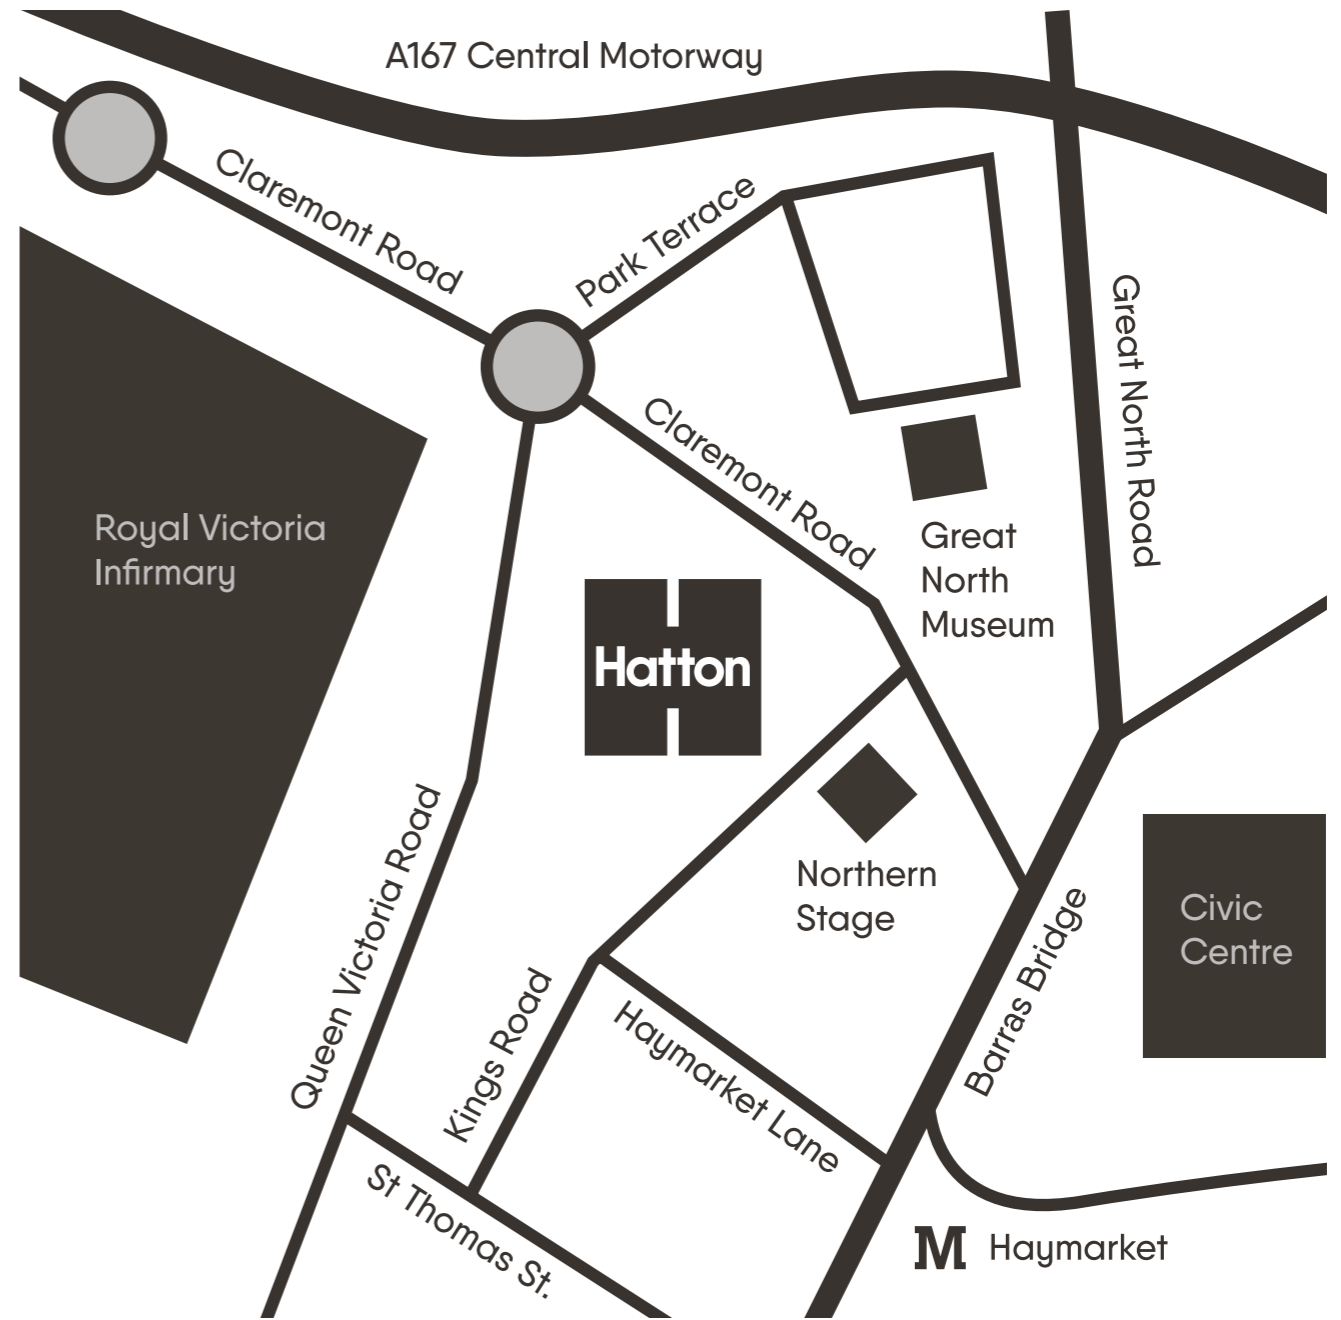 A167 Central Motorway
Claremont Road
Park Terrace
Great North Road
Claremont Road
Royal Victoria
Infirmary
Great
North
Museum
Hatton
Queen Victoria Road
Northern
Stage
Civic
Centre
Barras Bridge
Kings Road
Haymarket Lane
St Thomas St.
M Haymarket